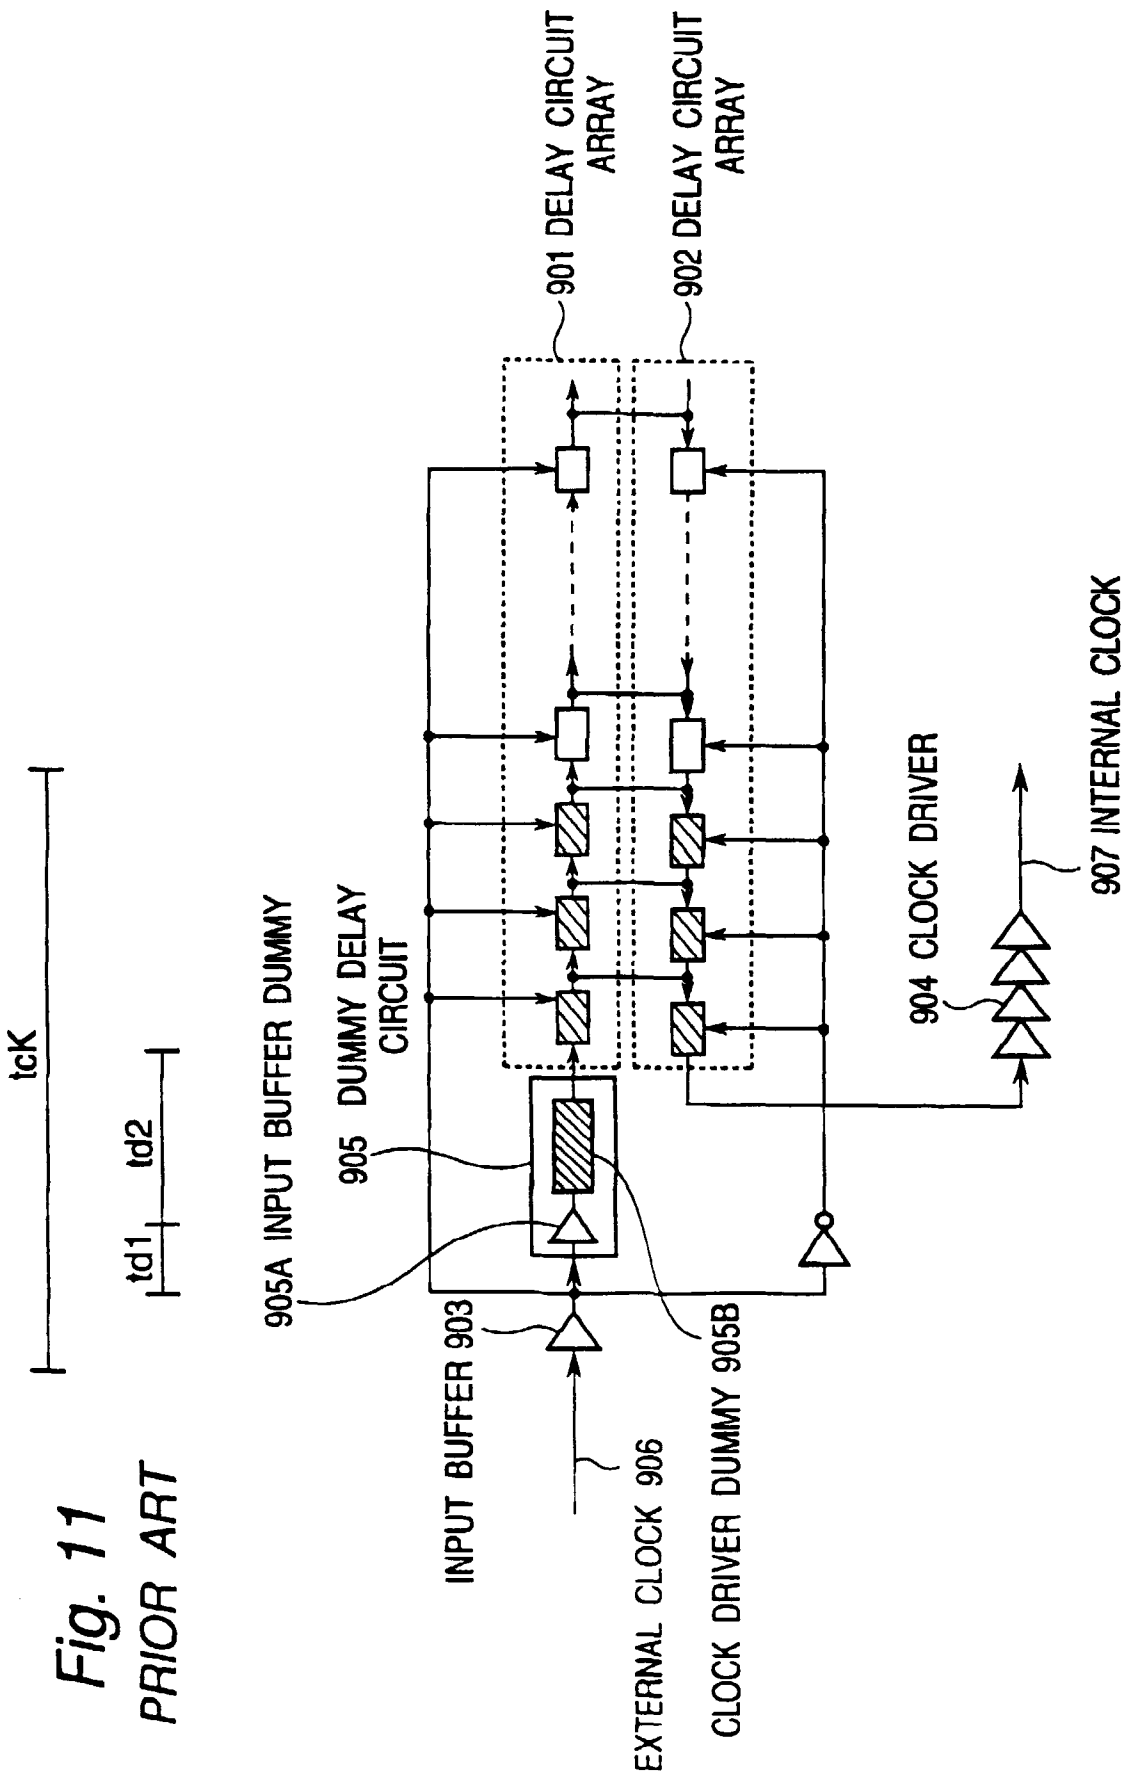 Fig. 11
PRIOR ART
tcK
td1
td2
905A INPUT BUFFER DUMMY
905 DUMMY DELAY
CIRCUIT
INPUT BUFFER 903
EXTERNAL CLOCK 906
CLOCK DRIVER DUMMY 905B
901 DELAY CIRCUIT
ARRAY
902 DELAY CIRCUIT
ARRAY
904 CLOCK DRIVER
907 INTERNAL CLOCK